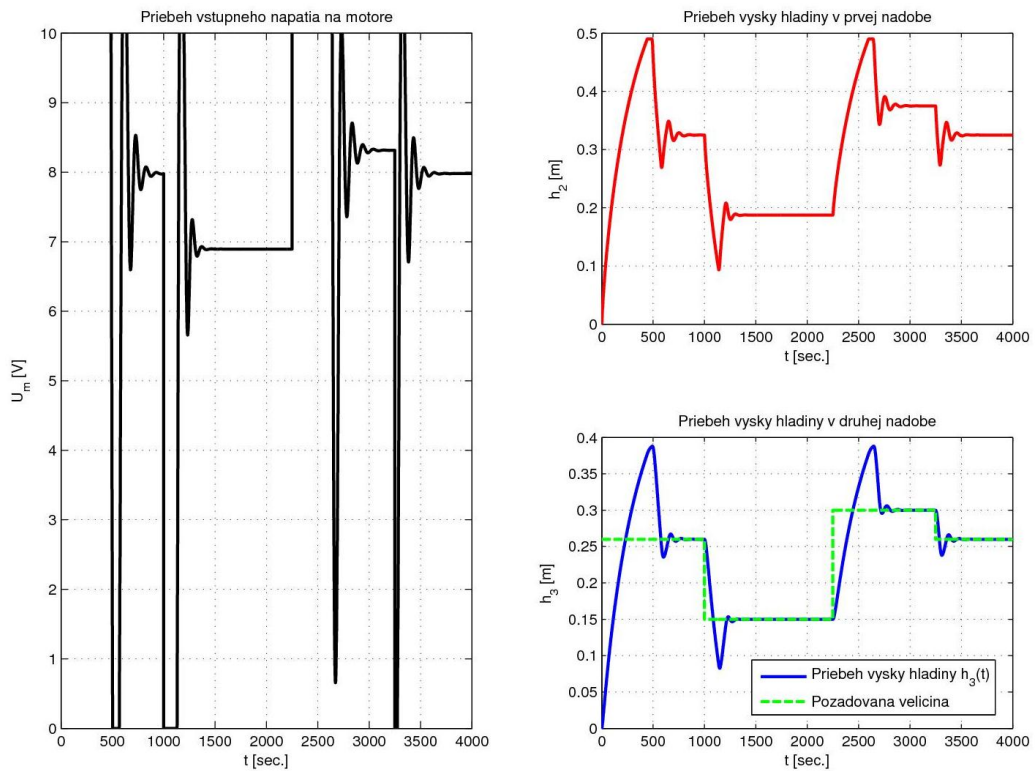 Priebeh vstupneho napatia na motore
10
9
8
7
6
5
4
3
2
1
0
U_m [V]
0 500 1000 1500 2000 2500 3000 3500 4000
t [sec.]
Priebeh vysky hladiny v prvej nadobe
0.5
0.4
0.3
0.2
0.1
0
h_2 [m]
0 500 1000 1500 2000 2500 3000 3500 4000
t [sec.]
Priebeh vysky hladiny v druhej nadobe
0.4
0.35
0.3
0.25
0.2
0.15
0.1
0.05
0
h_3 [m]
Priebeh vysky hladiny h_3(t)
Pozadovana velicina
0 500 1000 1500 2000 2500 3000 3500 4000
t [sec.]